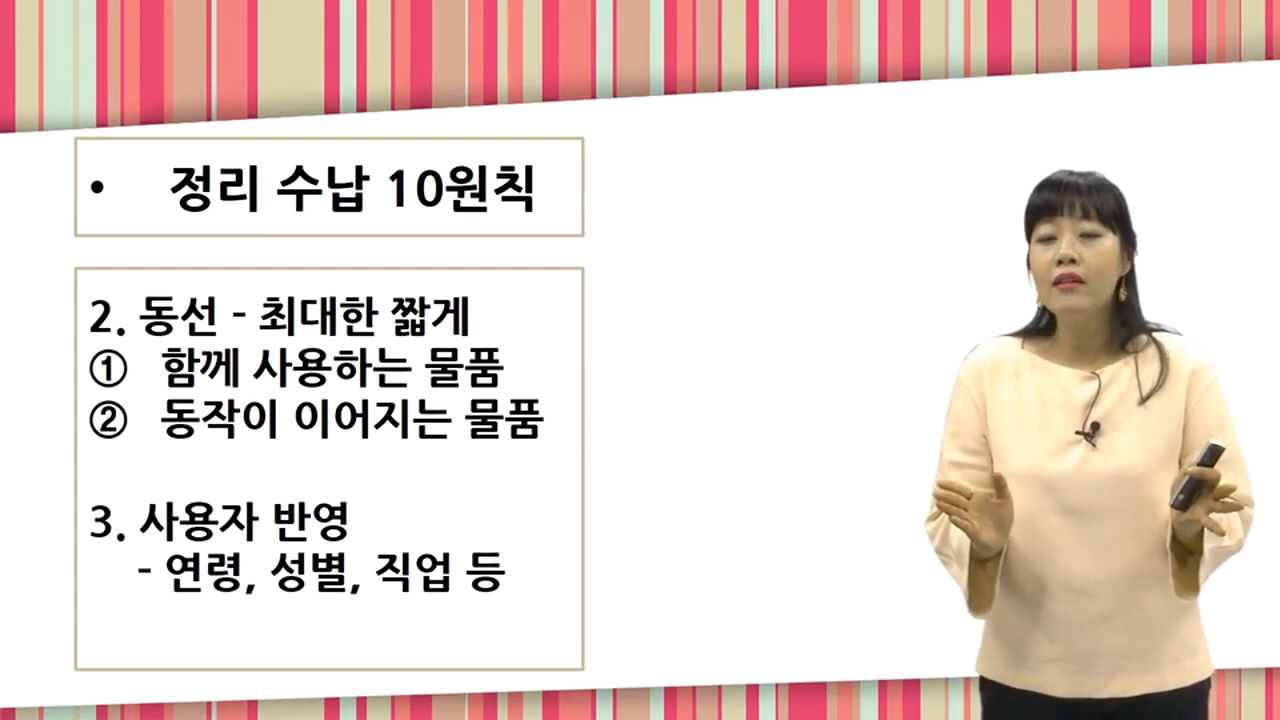 • 정리 수납 10원칙
2. 동선 - 최대한 짧게
① 함께 사용하는 물품
② 동작이 이어지는 물품
3. 사용자 반영
- 연령, 성별, 직업 등